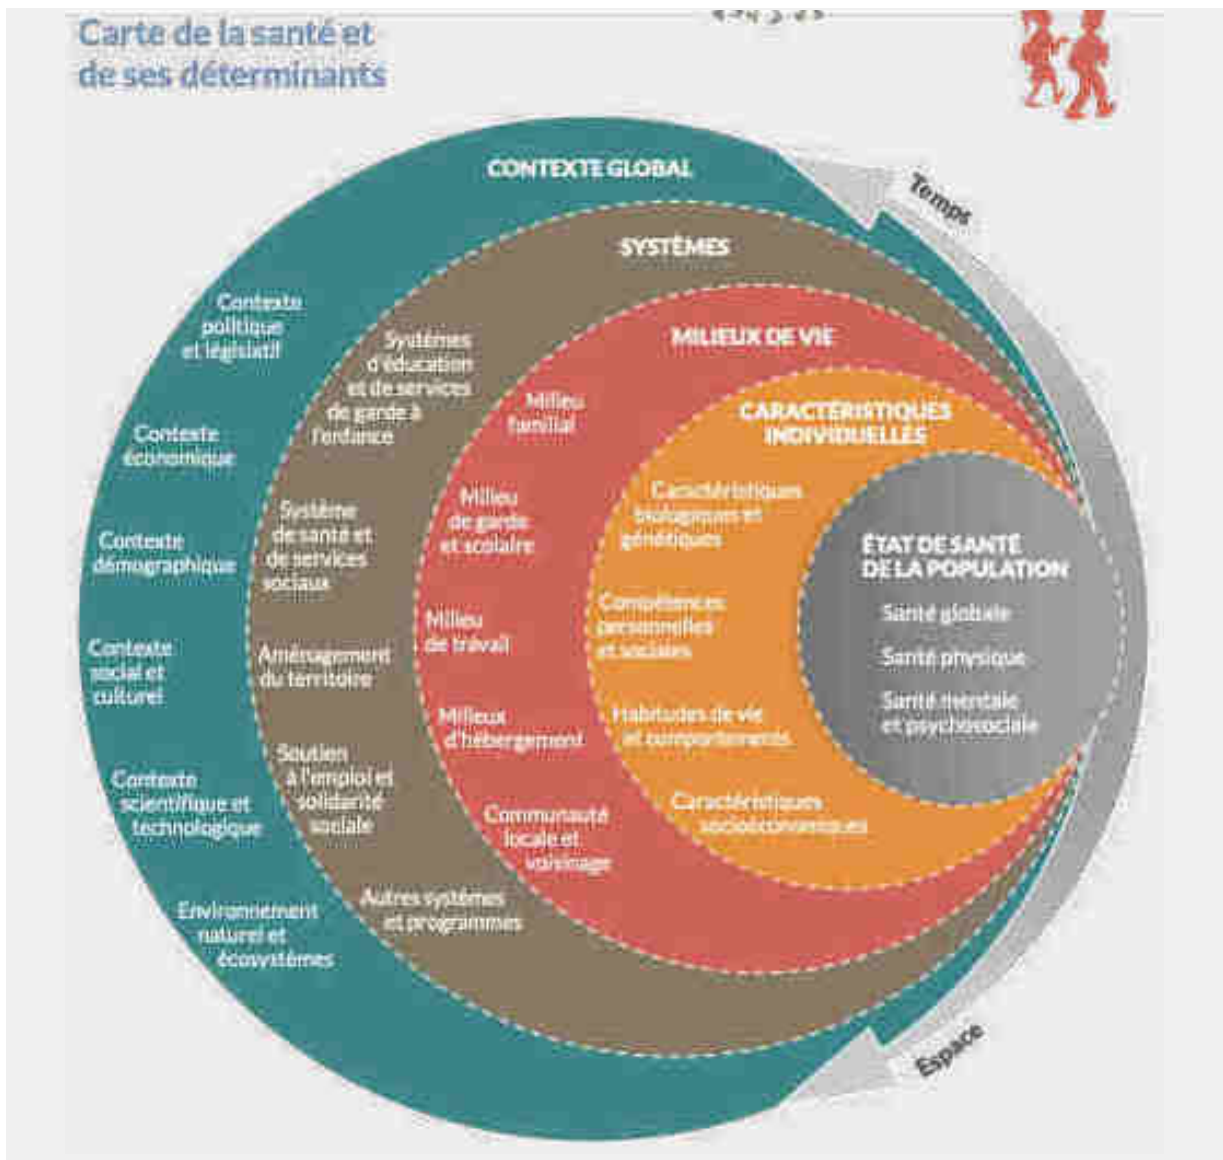 Carte de la santé et
de ses déterminants
Temps
CONTEXTE GLOBAL
Contexte
politique
et législatif
Contexte
économique
Contexte
démographique
Contexte
social et
culturel
Contexte
scientifique et
technologique
Environnement
naturel et
écosystèmes
SYSTÈMES
Systèmes
d'éducation
et de services
de garde à
l'enfance
Système
de santé et
de services
sociaux
Aménagement
du territoire
Soutien
à l'emploi et
solidarité
sociale
Autres systèmes
et programmes
MILIEUX DE VIE
Milieu
familial
Milieu
de garde
et scolaire
Milieu
de travail
Milieux
d'hébergement
Communauté
locale et
voisinage
CARACTÉRISTIQUES
INDIVIDUELLES
Caractéristiques
biologiques et
génétiques
Compétences
personnelles
et sociales
Habitudes de vie
et comportements
Caractéristiques
socioéconomiques
ÉTAT DE SANTÉ
DE LA POPULATION
Santé globale
Santé physique
Santé mentale
et psychosociale
Espace